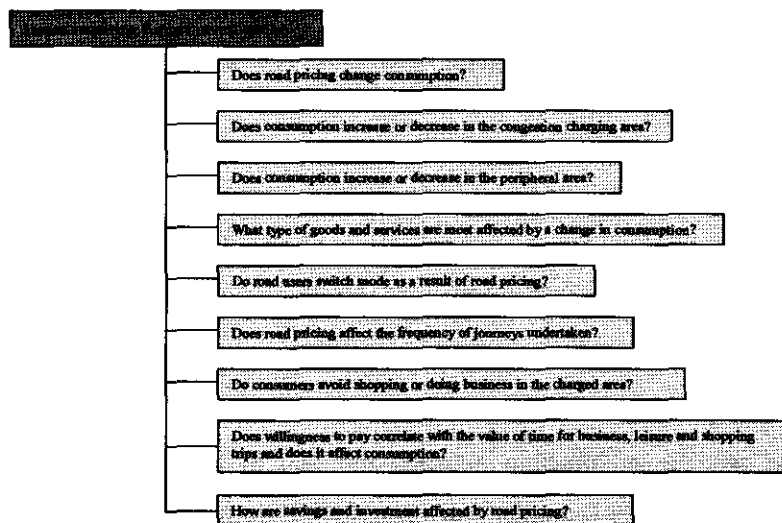 Does road pricing change consumption?
Does consumption increase or decrease in the congestion charging area?
Does consumption increase or decrease in the peripheral area?
What type of goods and services are most affected by a change in consumption?
Do road users switch mode as a result of road pricing?
Does road pricing affect the frequency of journeys undertaken?
Do consumers avoid shopping or doing business in the charged area?
Does willingness to pay correlate with the value of time for business, leisure and shopping
trips and does it affect consumption?
How are savings and investment affected by road pricing?